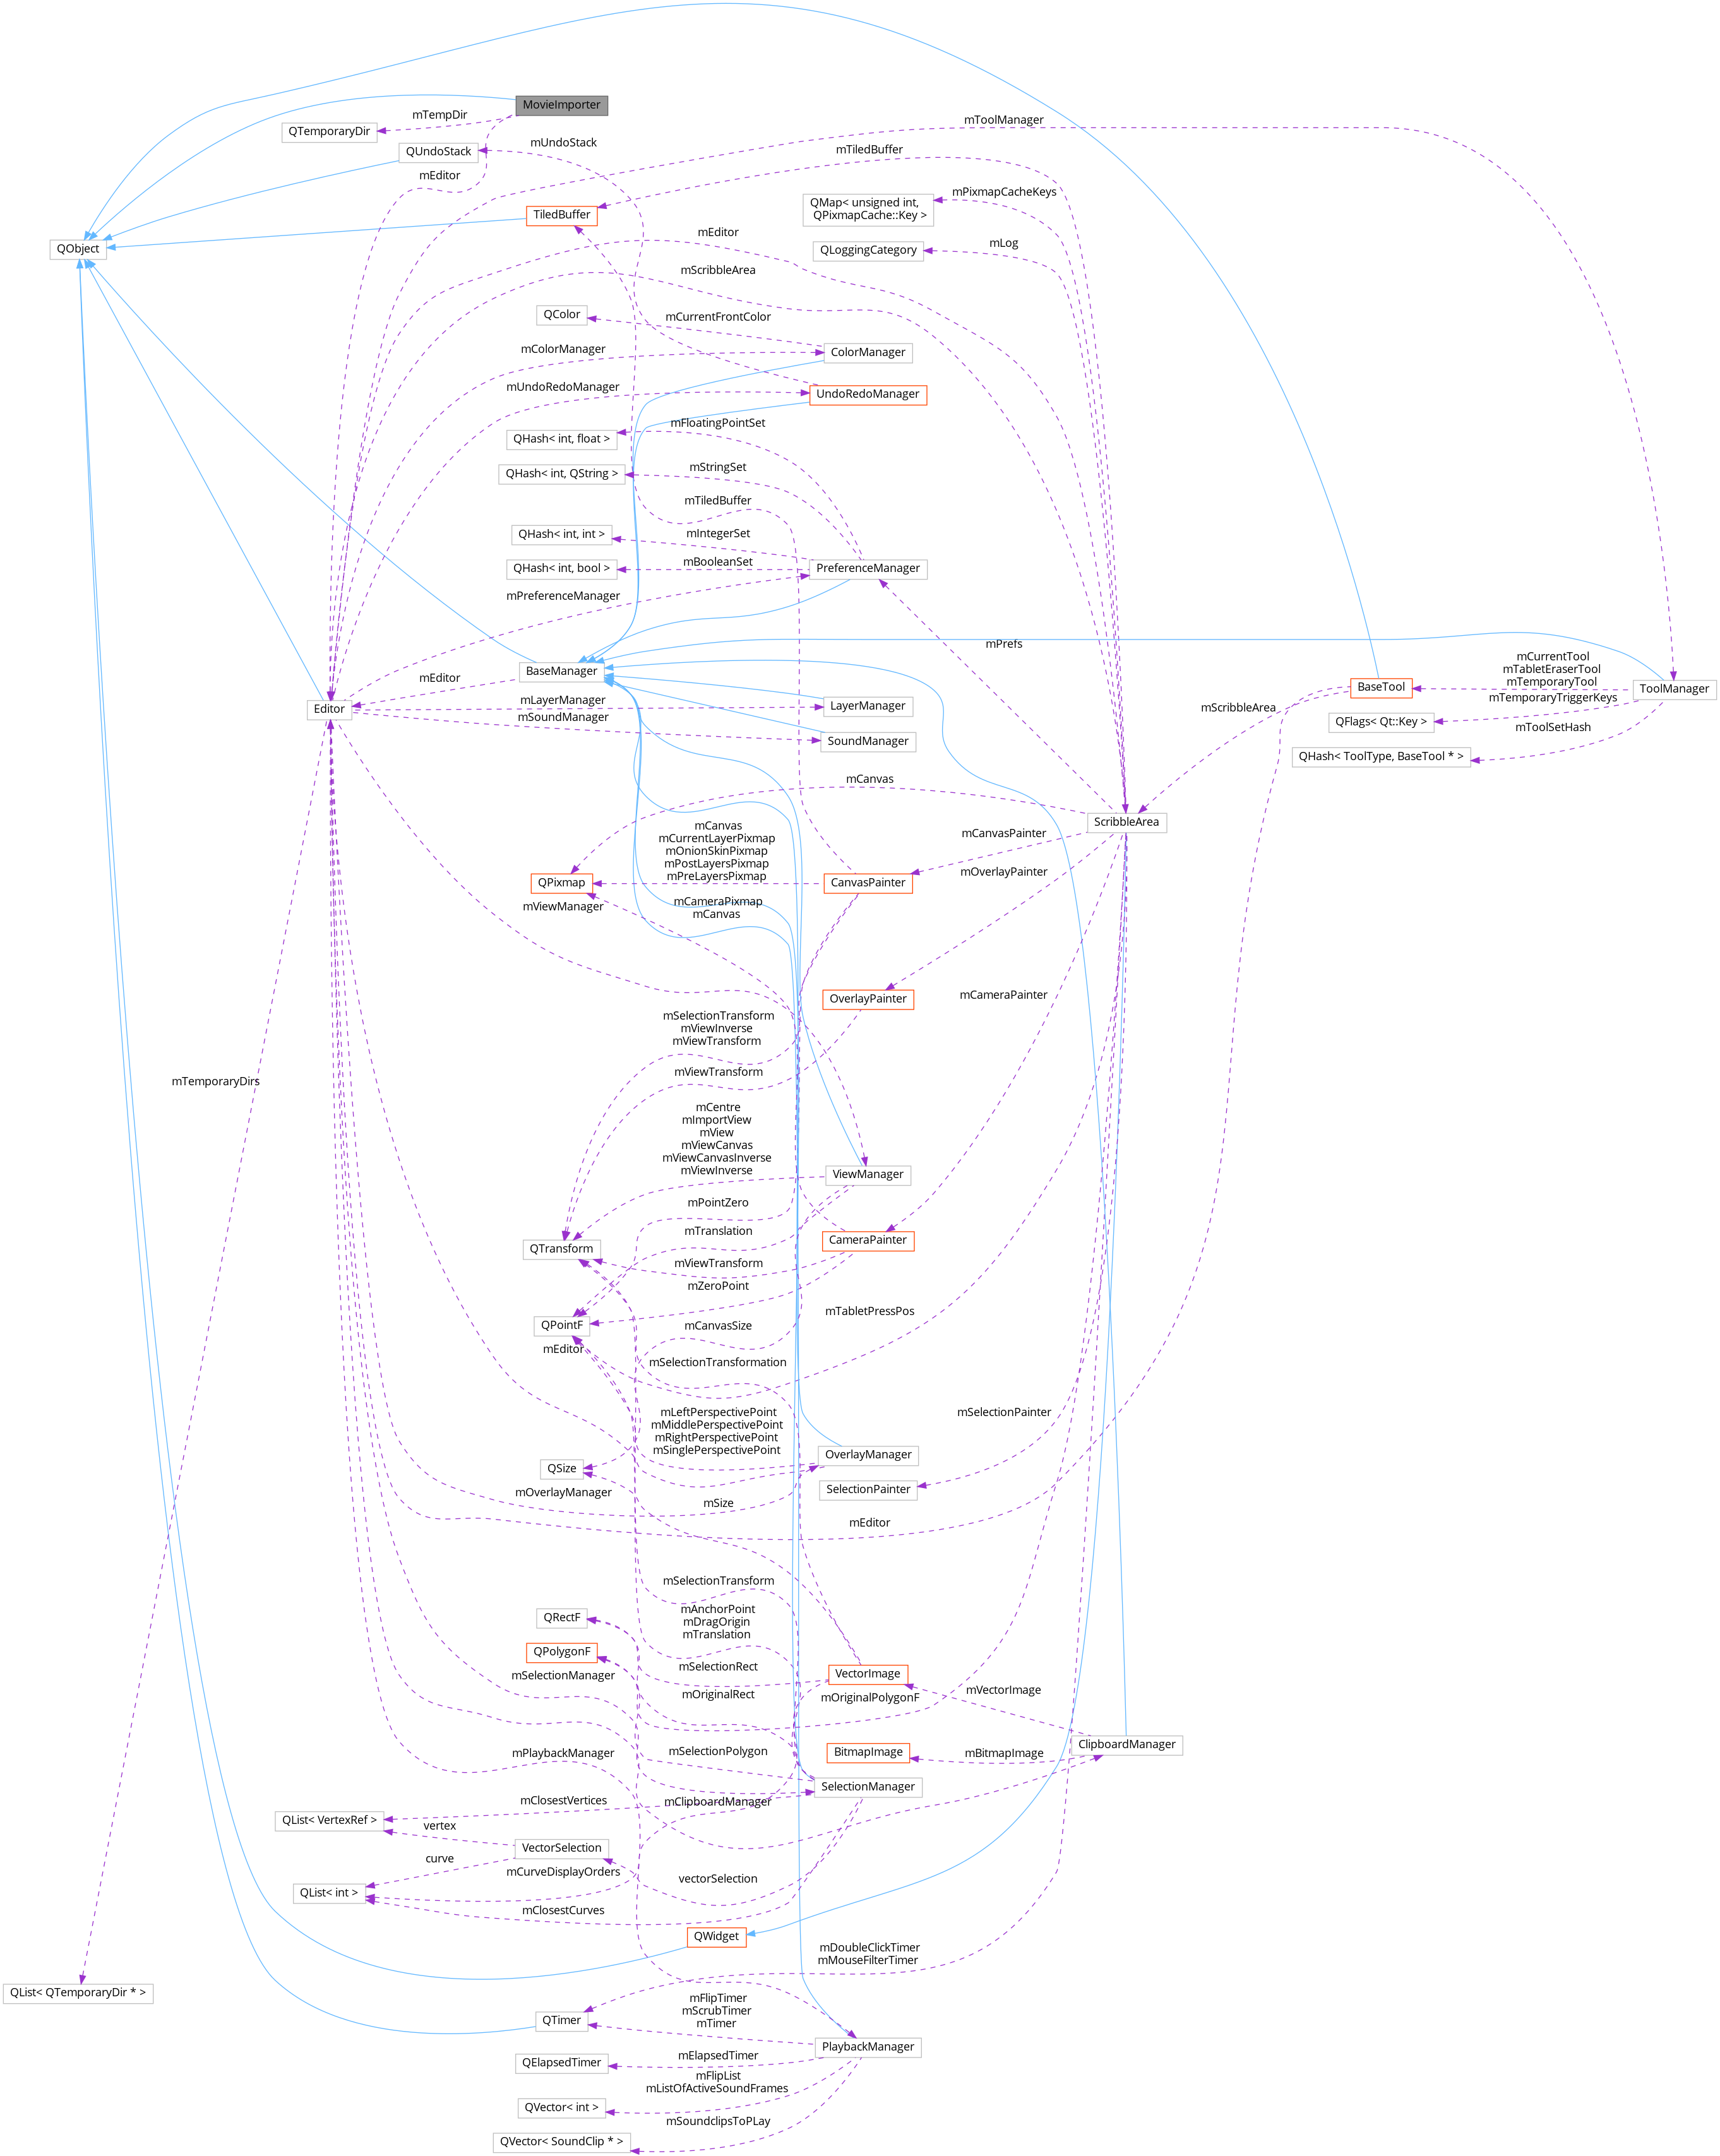 MovieImporter
mTempDir
mToolManager
QTemporaryDir
mUndoStack
QUndoStack
mTiledBuffer
mEditor
mPixmapCacheKeys
QMap< unsigned int,
QPixmapCache::Key >
TiledBuffer
mEditor
mLog
QObject
QLoggingCategory
mScribbleArea
QColor
mCurrentFrontColor
mColorManager
ColorManager
mUndoRedoManager
UndoRedoManager
mFloatingPointSet
QHash< int, float >
mStringSet
QHash< int, QString >
mTiledBuffer
QHash< int, int >
mIntegerSet
mBooleanSet
QHash< int, bool >
PreferenceManager
mPreferenceManager
mPrefs
mCurrentTool
mTabletEraserTool
mTemporaryTool
BaseManager
mEditor
BaseTool
ToolManager
mLayerManager
mTemporaryTriggerKeys
Editor
LayerManager
mScribbleArea
mSoundManager
QFlags< Qt::Key >
mToolSetHash
SoundManager
QHash< ToolType, BaseTool * >
mCanvas
ScribbleArea
mCanvas
mCurrentLayerPixmap
mOnionSkinPixmap
mPostLayersPixmap
mPreLayersPixmap
mCanvasPainter
mOverlayPainter
QPixmap
CanvasPainter
mViewManager
mCameraPixmap
mCanvas
mSelectionTransform
mViewInverse
mViewTransform
OverlayPainter
mCameraPainter
mViewTransform
mTemporaryDirs
mCentre
mImportView
mView
mViewCanvas
mViewCanvasInverse
mViewInverse
ViewManager
mPointZero
mTranslation
QTransform
CameraPainter
mViewTransform
mZeroPoint
QPointF
mTabletPressPos
mCanvasSize
mEditor
mSelectionTransformation
mLeftPerspectivePoint
mMiddlePerspectivePoint
mRightPerspectivePoint
mSinglePerspectivePoint
mSelectionPainter
OverlayManager
QSize
SelectionPainter
mOverlayManager
mSize
mEditor
mSelectionTransform
QRectF
mAnchorPoint
mDragOrigin
mTranslation
QPolygonF
mSelectionManager
mSelectionRect
VectorImage
mOriginalRect
mOriginalPolygonF
mVectorImage
mPlaybackManager
mSelectionPolygon
BitmapImage
mBitmapImage
ClipboardManager
SelectionManager
mClosestVertices
mClipboardManager
QList< VertexRef >
vertex
VectorSelection
curve
mCurveDisplayOrders
vectorSelection
QList< int >
mClosestCurves
QWidget
mDoubleClickTimer
mMouseFilterTimer
QList< QTemporaryDir * >
mFlipTimer
mScrubTimer
mTimer
QTimer
PlaybackManager
mElapsedTimer
QElapsedTimer
mFlipList
mListOfActiveSoundFrames
QVector< int >
mSoundclipsToPLay
QVector< SoundClip * >